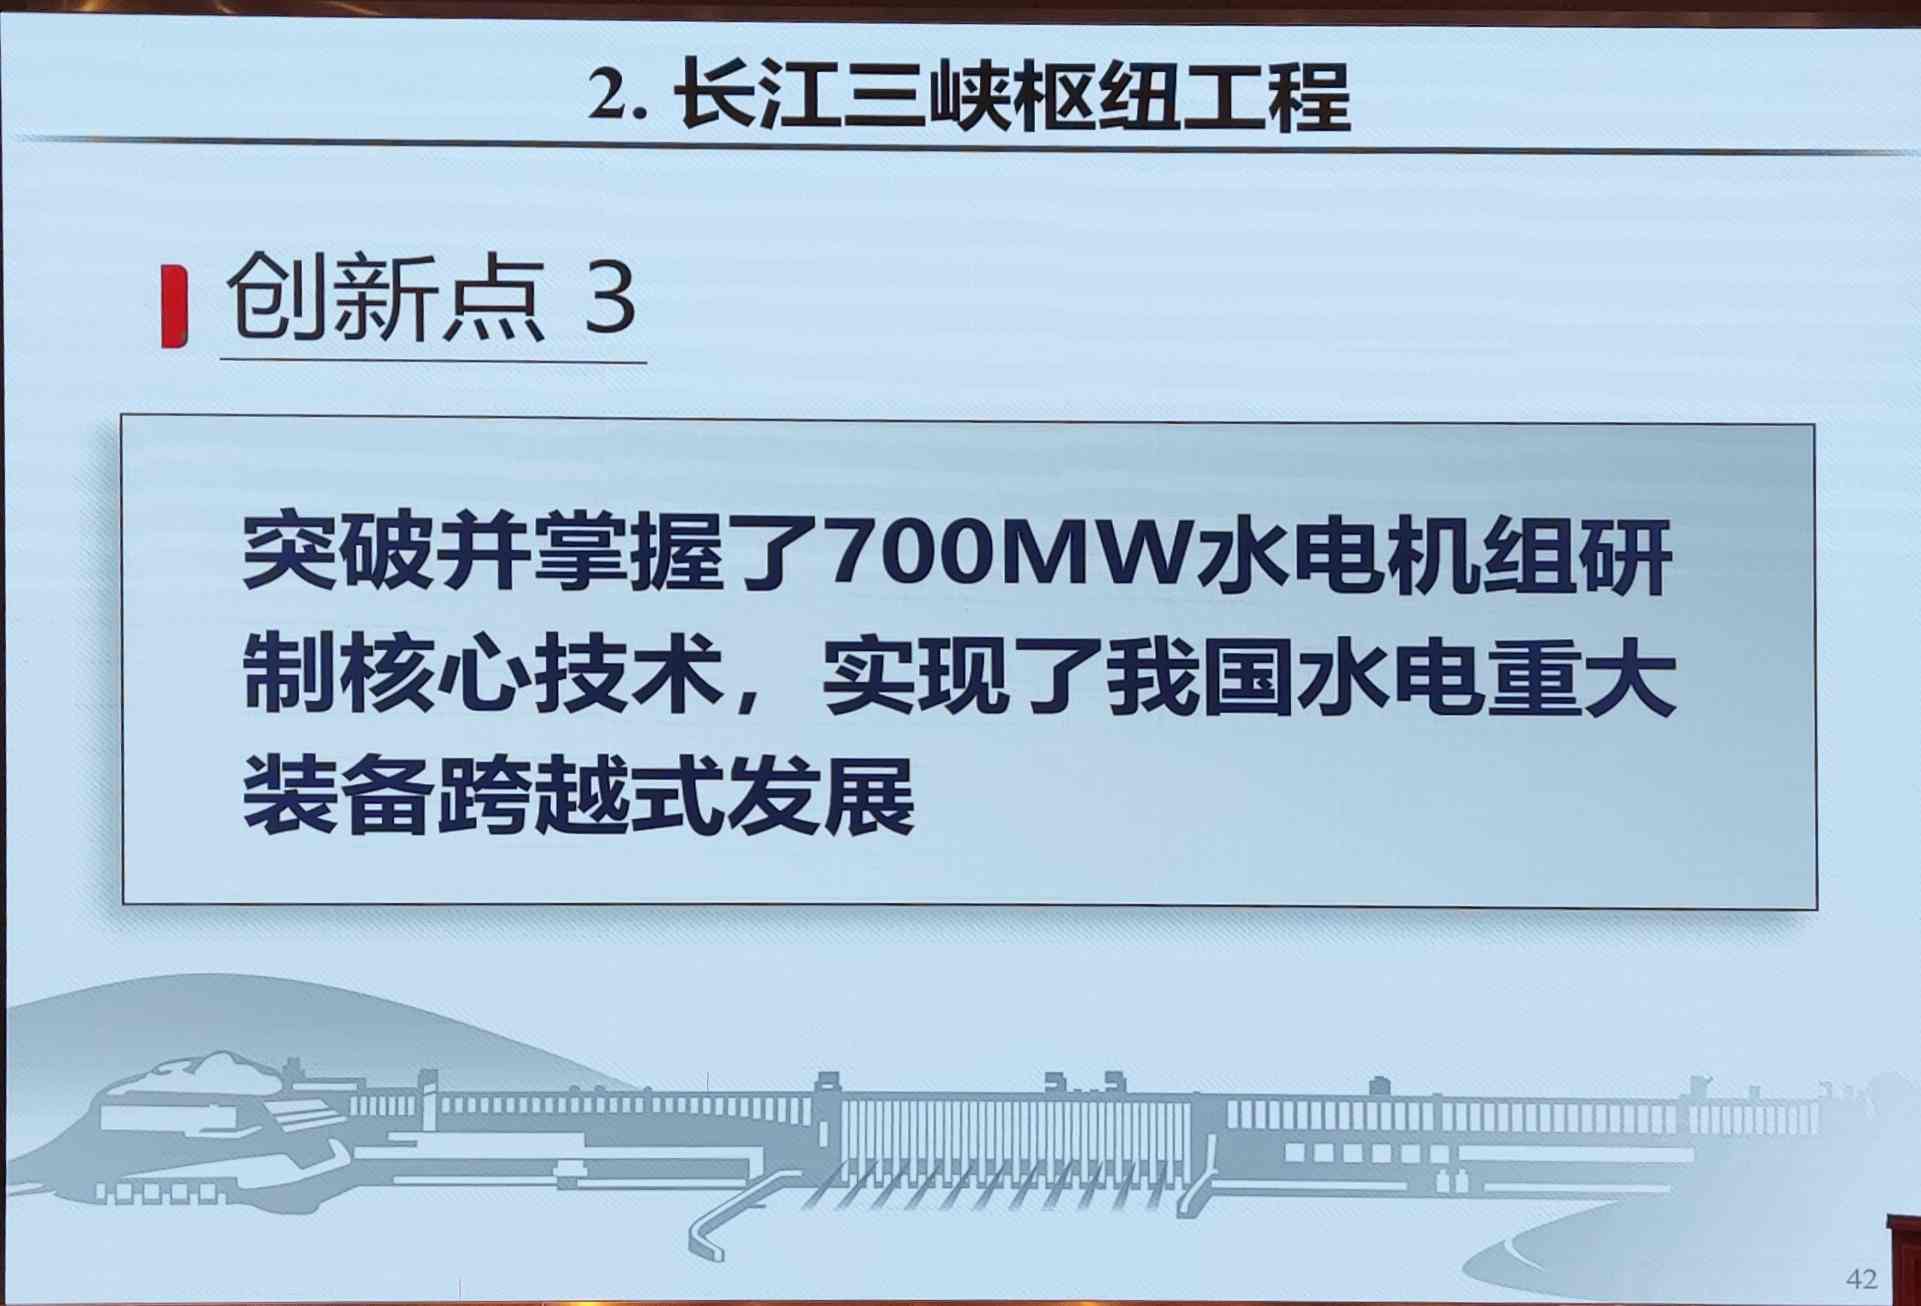 2. 长江三峡枢纽工程
创新点 3
突破并掌握了700MW水电机组研
制核心技术，实现了我国水电重大
装备跨越式发展
42